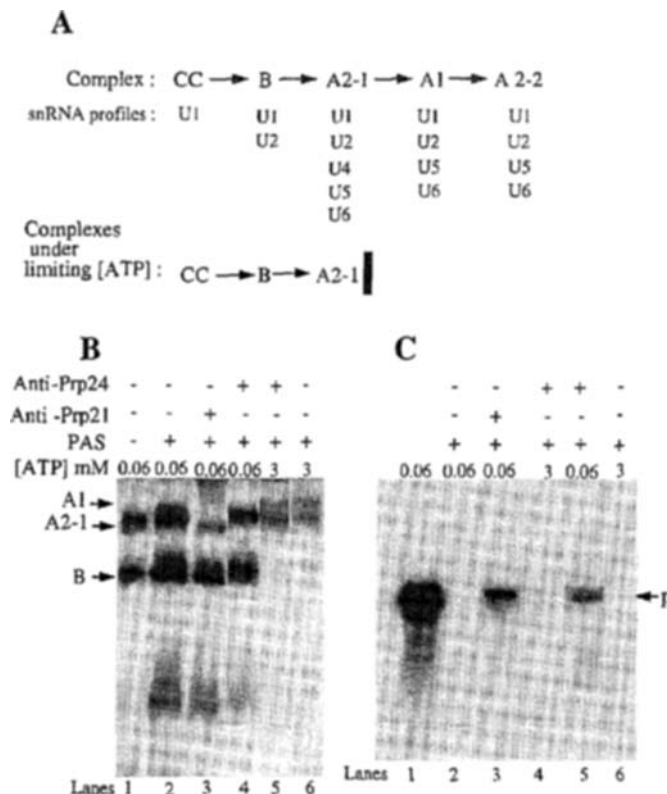 A
Complex : CC → B → A2-1 → A1 → A 2-2
snRNA profiles : U1 U1 U1 U1 U1
U2 U2 U2 U2
U4 U5 U5
U5 U6 U6
U6
Complexes
under
limiting [ATP] : CC → B → A2-1
B
Anti-Prp24 - - - + + -
Anti -Prp21 - - + - - -
PAS - + + + + +
[ATP] mM 0.06 0.06 0.06 0.06 3 3
A1
A2-1
B
Lanes 1 2 3 4 5 6
C
- - + + -
- + - - -
+ + + + +
0.06 0.06 0.06 3 0.06 3
Lanes 1 2 3 4 5 6